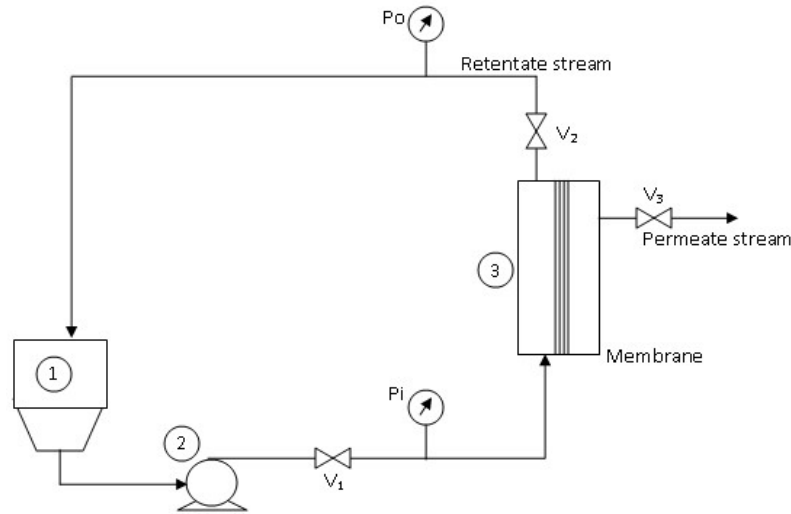 Po
Retentate stream
V₂
V₃
Permeate stream
3
Membrane
1
Pi
2
V₁